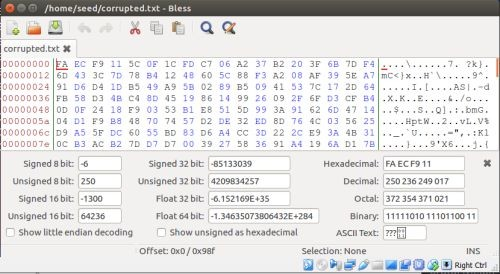 /home/seed/corrupted.txt - Bless
corrupted.txt
00000000 FA EC F9 11 5C 0F 1C FD C7 06 A2 37 B2 20 3F 6B 7D F4 ....\......7. ?k}.
00000012 6D 43 3C 7D B8 B4 12 48 60 5C 88 F3 A2 08 AF 39 5E A7 mC<}...H`\.....9^.
00000024 91 D6 D4 1D B5 49 A9 5B 02 89 B5 09 41 53 7C 17 2D 64 .....I.[....AS|.-d
00000036 FB 58 D3 4B C4 8D 45 19 86 14 99 26 09 2F 6F D3 CF B4 .X.K..E....&./o...
00000048 0D 0F 24 18 F9 03 53 B1 E8 51 5D 99 3A 91 62 6D 47 14 ..$...S..Q].:.bmG.
0000005a 04 D1 F9 B8 48 70 74 57 D2 DE 32 ED 8D 76 4C 03 56 25 ....HptW..2..vL.V%
0000006c D9 A5 5F DC 60 55 BD 83 D6 A4 CC 3D 22 2C E9 3A 4B 31 .._.`U.....=",.:K1
0000007e 0C B3 AC B2 7D D7 D7 00 39 27 58 36 91 A4 19 6A D1 7B ....}...9'X6...j.{
Signed 8 bit: -6 Signed 32 bit: -85133039 Hexadecimal: FA EC F9 11
Unsigned 8 bit: 250 Unsigned 32 bit: 4209834257 Decimal: 250 236 249 017
Signed 16 bit: -1300 Float 32 bit: -6.152169E+35 Octal: 372 354 371 021
Unsigned 16 bit: 64236 Float 64 bit: -1.34635073806432E+284 Binary: 11111010 11101100 11
Show little endian decoding Show unsigned as hexadecimal ASCII Text: ???
Offset: 0x0 / 0x98f Selection: None INS
Right Ctrl